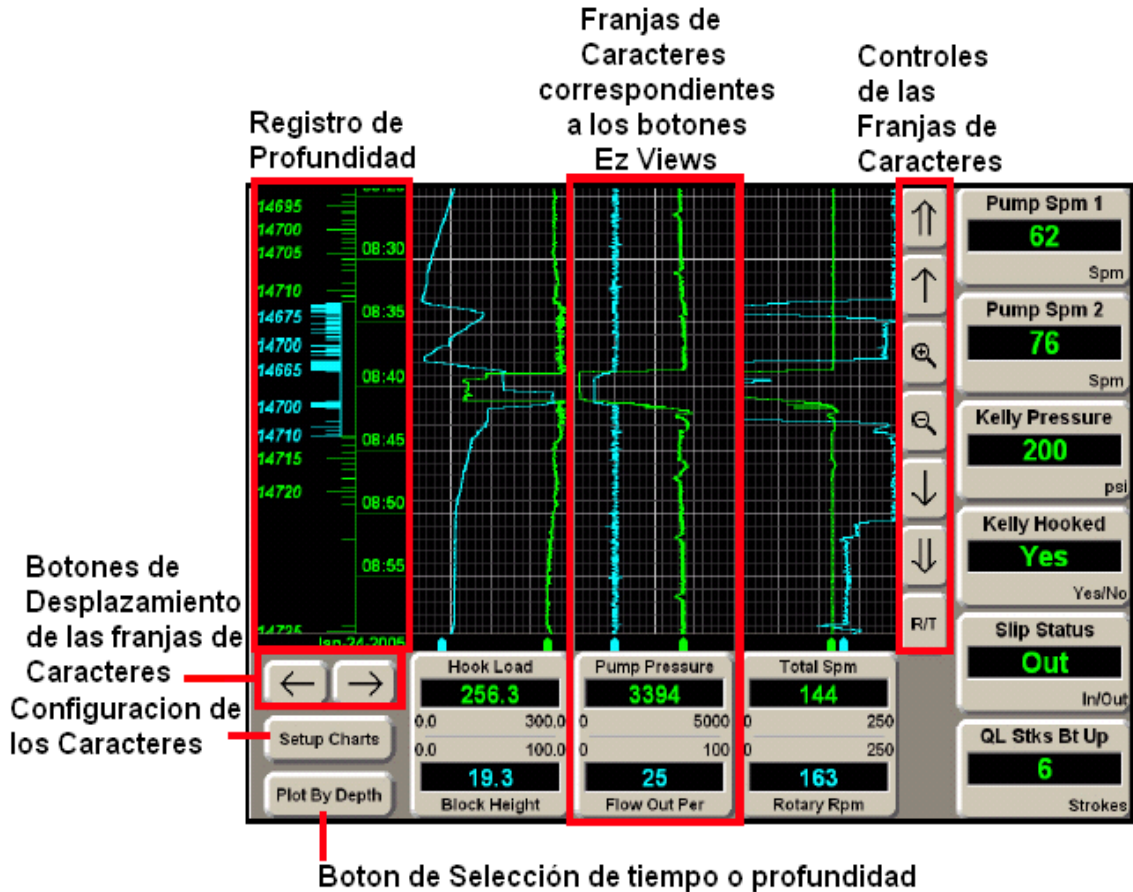 Franjas de
Caracteres
correspondientes
a los botones
Ez Views
Controles
de las
Franjas de
Caracteres
Registro de
Profundidad
14695
14700
14705
14710
14675
14700
14665
14700
14710
14715
14720
14725
08:30
08:35
08:40
08:45
08:50
08:55
Jan-24-2005
R/T
Pump Spm 1
62
Spm
Pump Spm 2
76
Spm
Kelly Pressure
200
psi
Kelly Hooked
Yes
Yes/No
Slip Status
Out
In/Out
QL Stks Bt Up
6
Strokes
Botones de
Desplazamiento
de las franjas de
Caracteres
Configuracion de
los Caracteres
← →
Setup Charts
Plot By Depth
Hook Load
256.3
0.0 300.0
0.0 100.0
19.3
Block Height
Pump Pressure
3394
0 5000
0 100
25
Flow Out Per
Total Spm
144
0 250
0 250
163
Rotary Rpm
Boton de Selección de tiempo o profundidad